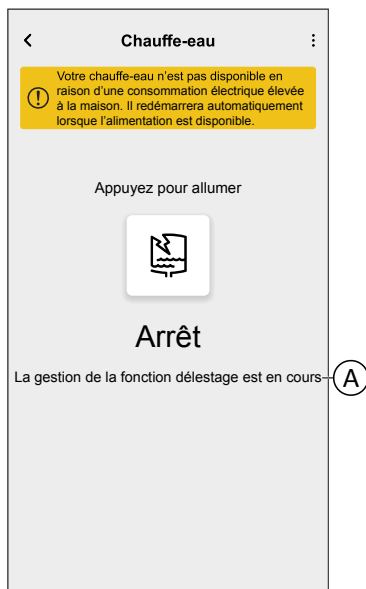 Chauffe-eau
Votre chauffe-eau n'est pas disponible en
raison d'une consommation électrique élevée
à la maison. Il redémarrera automatiquement
lorsque l'alimentation est disponible.
Appuyez pour allumer
Arrêt
La gestion de la fonction délestage est en cours
A